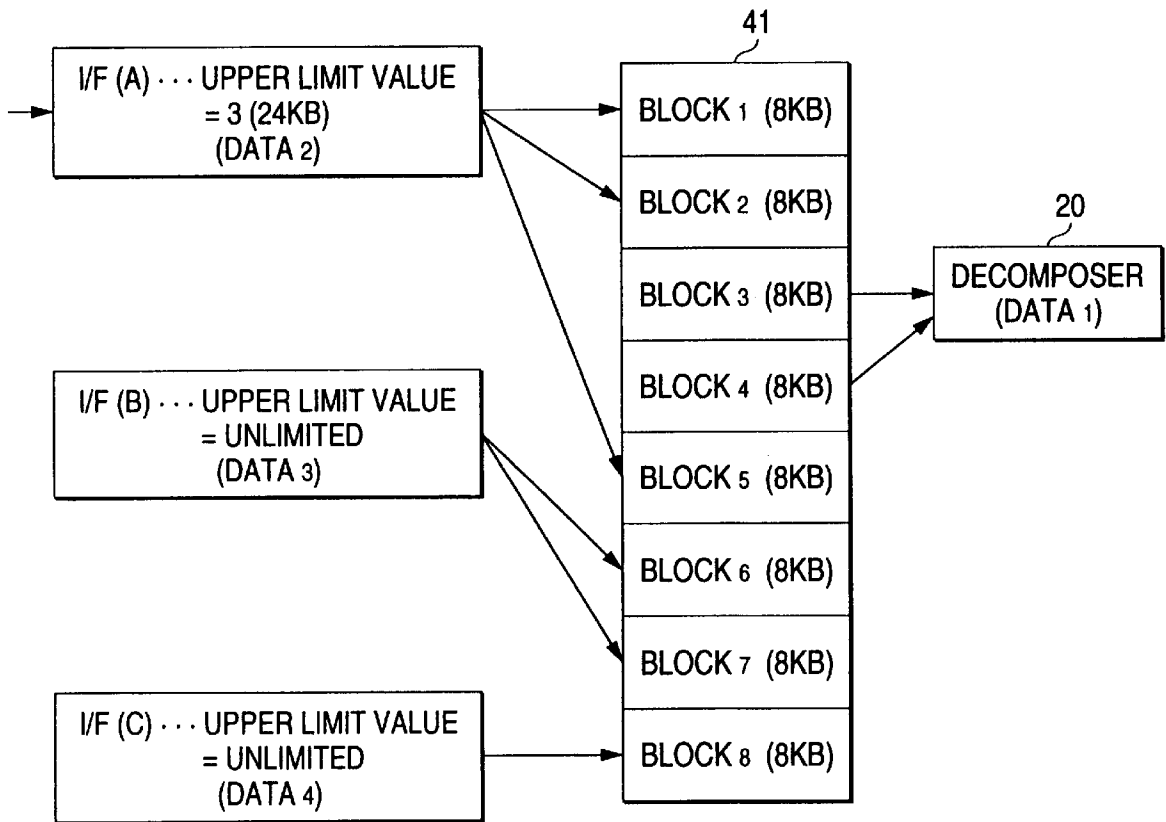 41
I/F (A) · · · UPPER LIMIT VALUE
= 3 (24KB)
(DATA 2)
BLOCK 1 (8KB)
BLOCK 2 (8KB)
BLOCK 3 (8KB)
BLOCK 4 (8KB)
BLOCK 5 (8KB)
BLOCK 6 (8KB)
BLOCK 7 (8KB)
BLOCK 8 (8KB)
20
DECOMPOSER
(DATA 1)
I/F (B) · · · UPPER LIMIT VALUE
= UNLIMITED
(DATA 3)
I/F (C) · · · UPPER LIMIT VALUE
= UNLIMITED
(DATA 4)